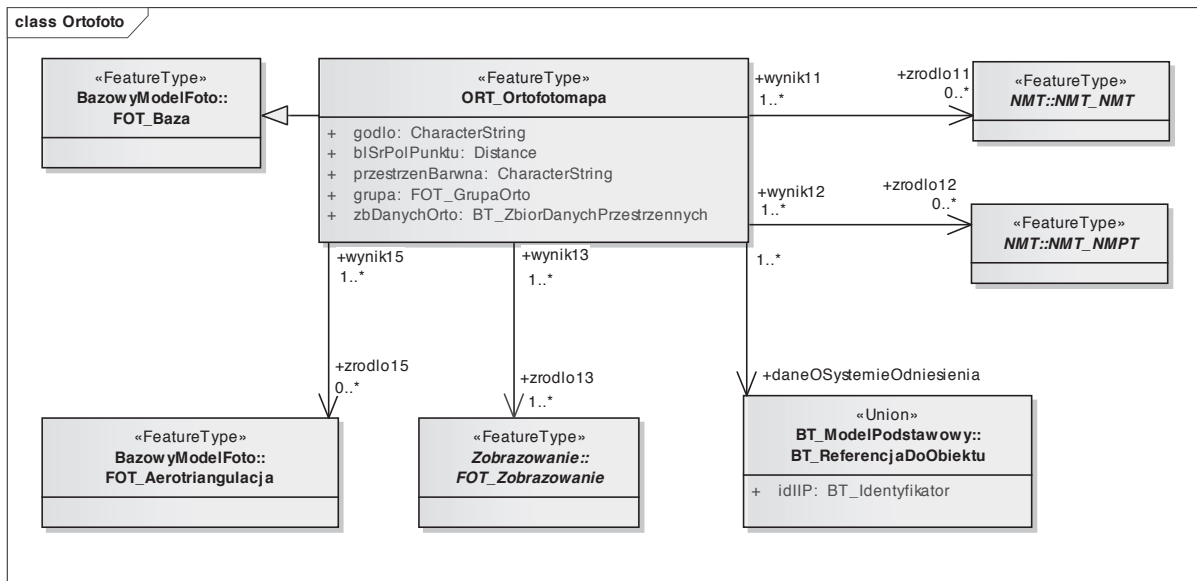 class Ortofoto
«FeatureType»
BazowyModelFoto::
FOT_Baza
«FeatureType»
ORT_Ortofotomapa
+ godlo: CharacterString
+ blSrPolPunktu: Distance
+ przestrzenBarwna: CharacterString
+ grupa: FOT_GrupaOrto
+ zbDanychOrto: BT_ZbiorDanychPrzestrzennych
+wynik11
1..*
+zrodlo11
0..*
«FeatureType»
NMT::NMT_NMT
+wynik12
1..*
+zrodlo12
0..*
«FeatureType»
NMT::NMT_NMPT
+wynik15
1..*
+wynik13
1..*
1..*
+zrodlo15
0..*
+zrodlo13
1..*
+daneOSystemieOdniesienia
«FeatureType»
BazowyModelFoto::
FOT_Aerotriangulacja
«FeatureType»
Zobrazowanie::
FOT_Zobrazowanie
«Union»
BT_ModelPodstawowy::
BT_ReferencjaDoObiektu
+ idIIP: BT_Identyfikator